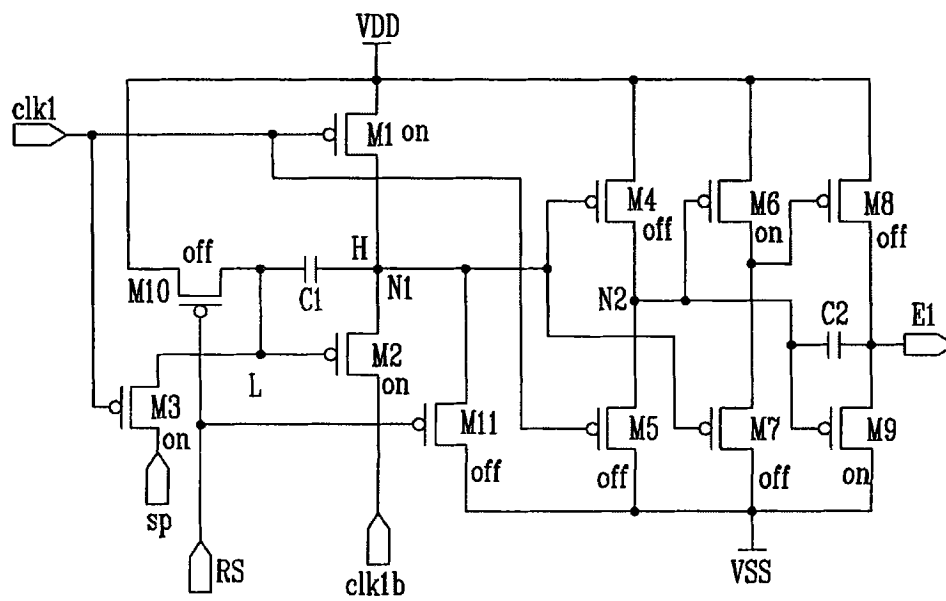 VDD
clk1
M1 on
M4
off
M6
on
M8
off
off
M10
C1
H
N1
N2
C2
E1
M2
on
L
M3
on
M11
off
M5
off
M7
off
M9
on
sp
RS
clk1b
VSS